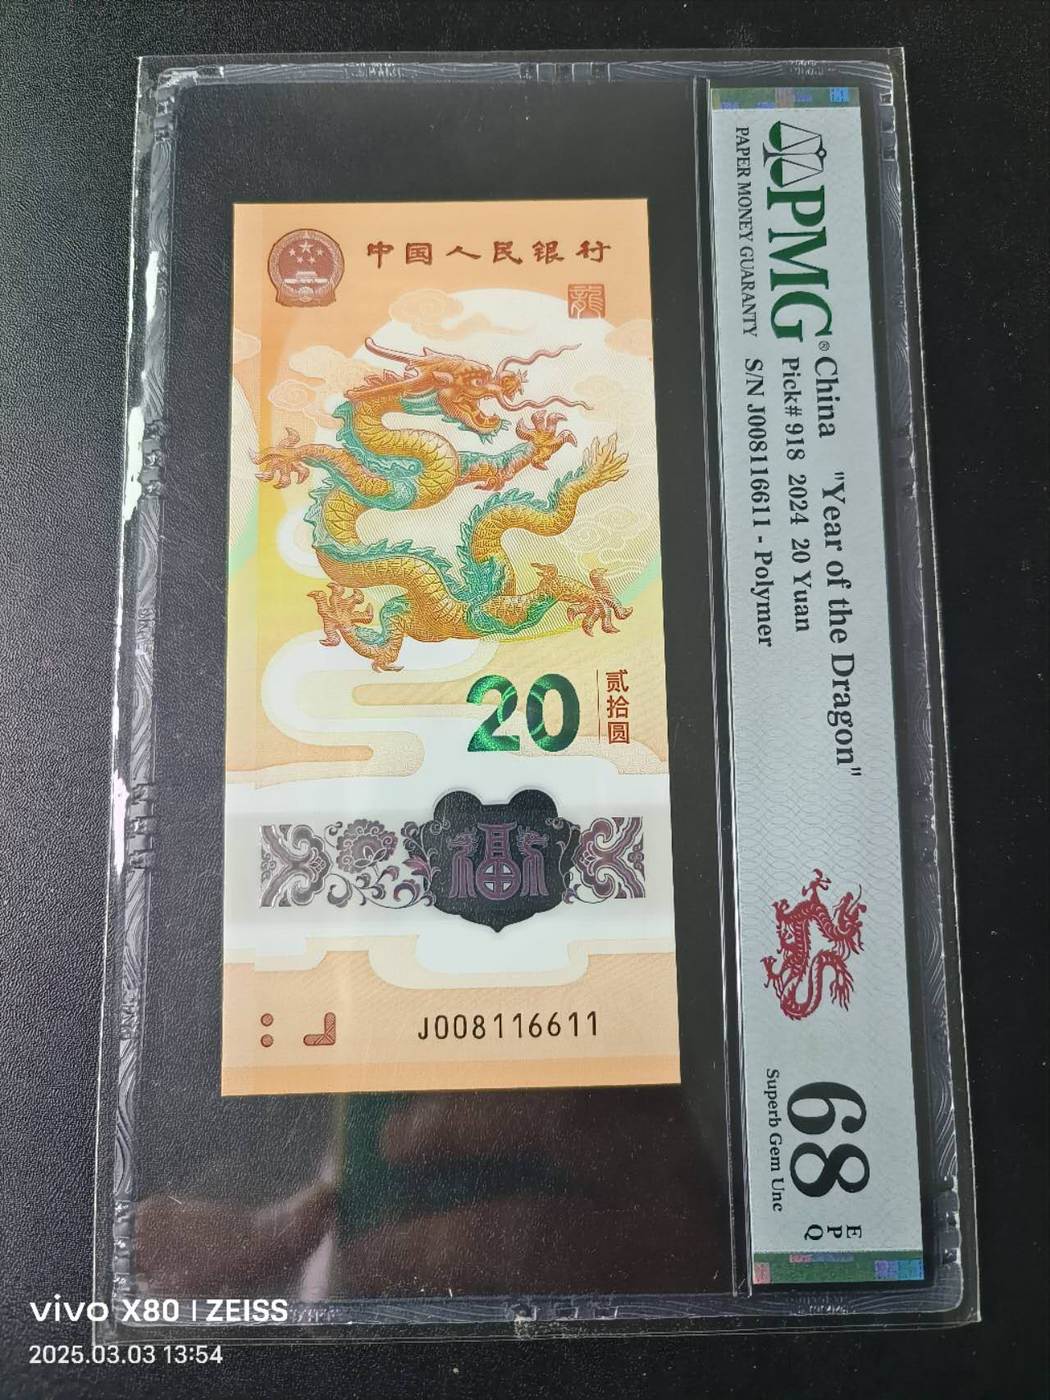 中国人民银行
龍
20
贰拾圆
福
J008116611
PMG®
PAPER MONEY GUARANTY
China "Year of the Dragon"
Pick# 918 2024 20 Yuan
S/N J008116611 - Polymer
68
EPQ
Superb Gem Unc
vivo X80 | ZEISS
2025.03.03 13:54